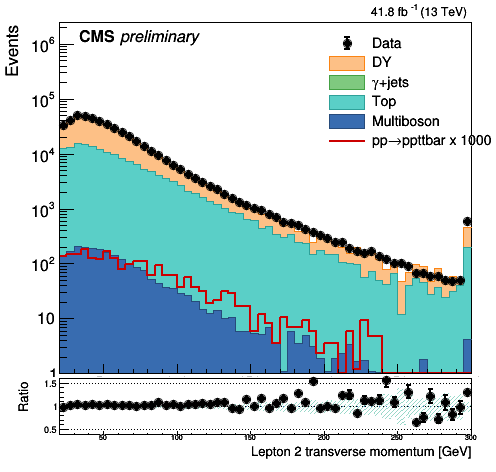 41.8 fb⁻¹ (13 TeV)
CMS preliminary
Events
Data
DY
γ+jets
Top
Multiboson
pp→ppttbar x 1000
10⁶
10⁵
10⁴
10³
10²
10
1
Ratio
1.5
1
0.5
50 100 150 200 250 300
Lepton 2 transverse momentum [GeV]